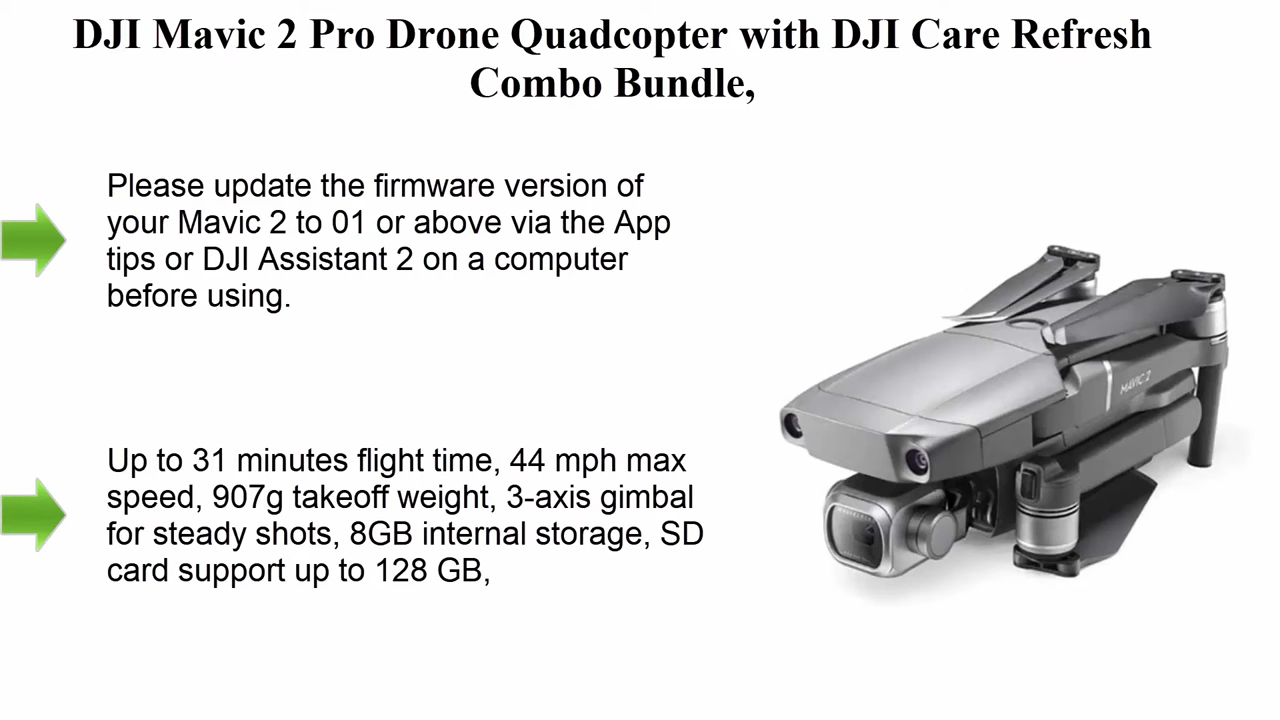 DJI Mavic 2 Pro Drone Quadcopter with DJI Care Refresh
Combo Bundle,
Please update the firmware version of
your Mavic 2 to 01 or above via the App
tips or DJI Assistant 2 on a computer
before using.
MAVIC 2
Up to 31 minutes flight time, 44 mph max
speed, 907g takeoff weight, 3-axis gimbal
for steady shots, 8GB internal storage, SD
card support up to 128 GB,